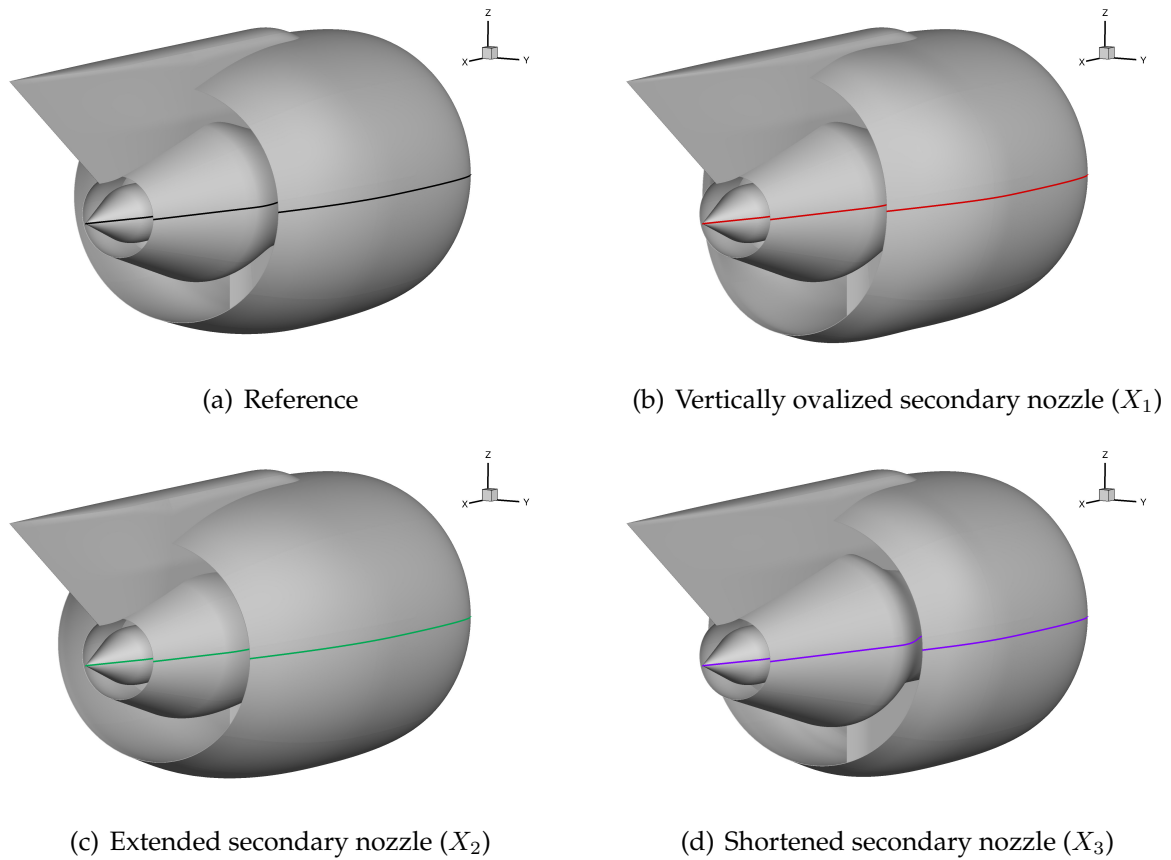 Z
X
Y
Z
X
Y
(a) Reference
(b) Vertically ovalized secondary nozzle (X₁)
Z
X
Y
Z
X
Y
(c) Extended secondary nozzle (X₂)
(d) Shortened secondary nozzle (X₃)